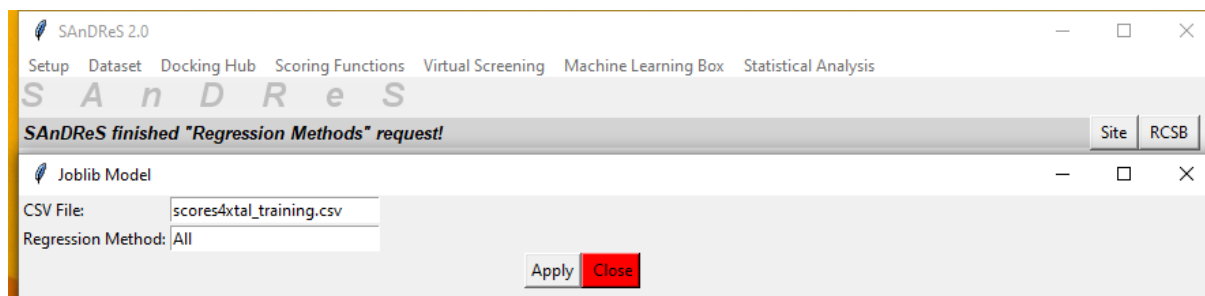 SAnDReS 2.0
Setup Dataset Docking Hub Scoring Functions Virtual Screening Machine Learning Box Statistical Analysis
S A n D R e S
SAnDReS finished "Regression Methods" request! Site RCSB
Joblib Model
CSV File: scores4xtal_training.csv
Regression Method: All
Apply Close